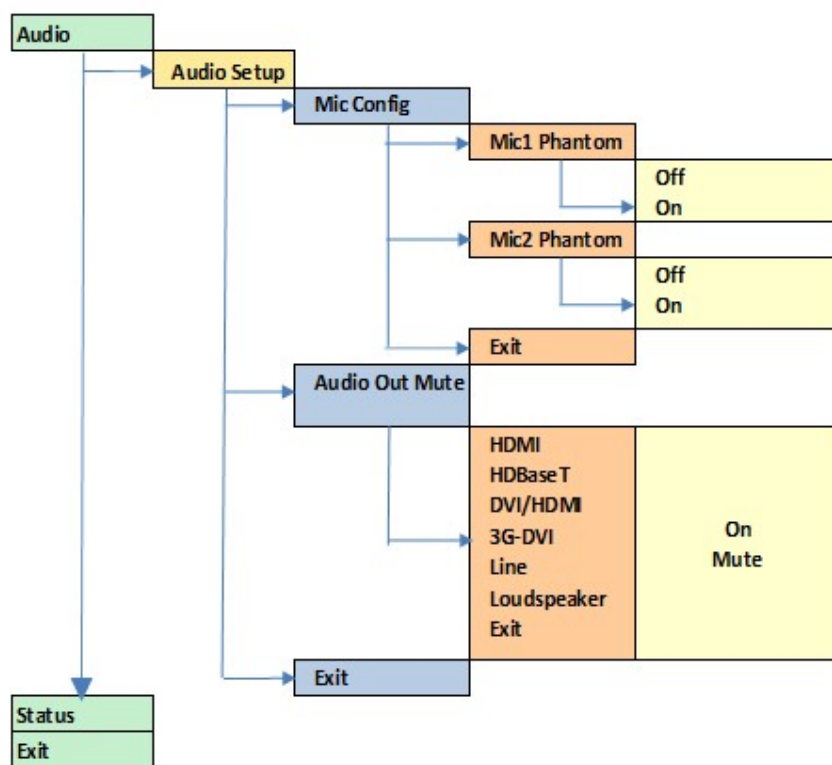 Audio
Audio Setup
Mic Config
Mic1 Phantom
Off
On
Mic2 Phantom
Off
On
Exit
Audio Out Mute
HDMI
HDBaseT
DVI/HDMI
3G-DVI
Line
Loudspeaker
Exit
On
Mute
Exit
Status
Exit